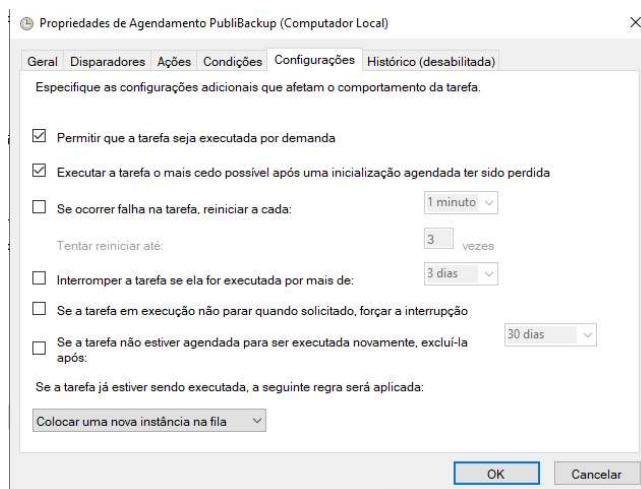 Propriedades de Agendamento PubliBackup (Computador Local)
Geral Disparadores Ações Condições Configurações Histórico (desabilitada)
Especifique as configurações adicionais que afetam o comportamento da tarefa.
Permitir que a tarefa seja executada por demanda
Executar a tarefa o mais cedo possível após uma inicialização agendada ter sido perdida
Se ocorrer falha na tarefa, reiniciar a cada: 1 minuto
Tentar reiniciar até: 3 vezes
Interromper a tarefa se ela for executada por mais de: 3 dias
Se a tarefa em execução não parar quando solicitado, forçar a interrupção
Se a tarefa não estiver agendada para ser executada novamente, excluí-la 30 dias
após:
Se a tarefa já estiver sendo executada, a seguinte regra será aplicada:
Colocar uma nova instância na fila
OK Cancelar